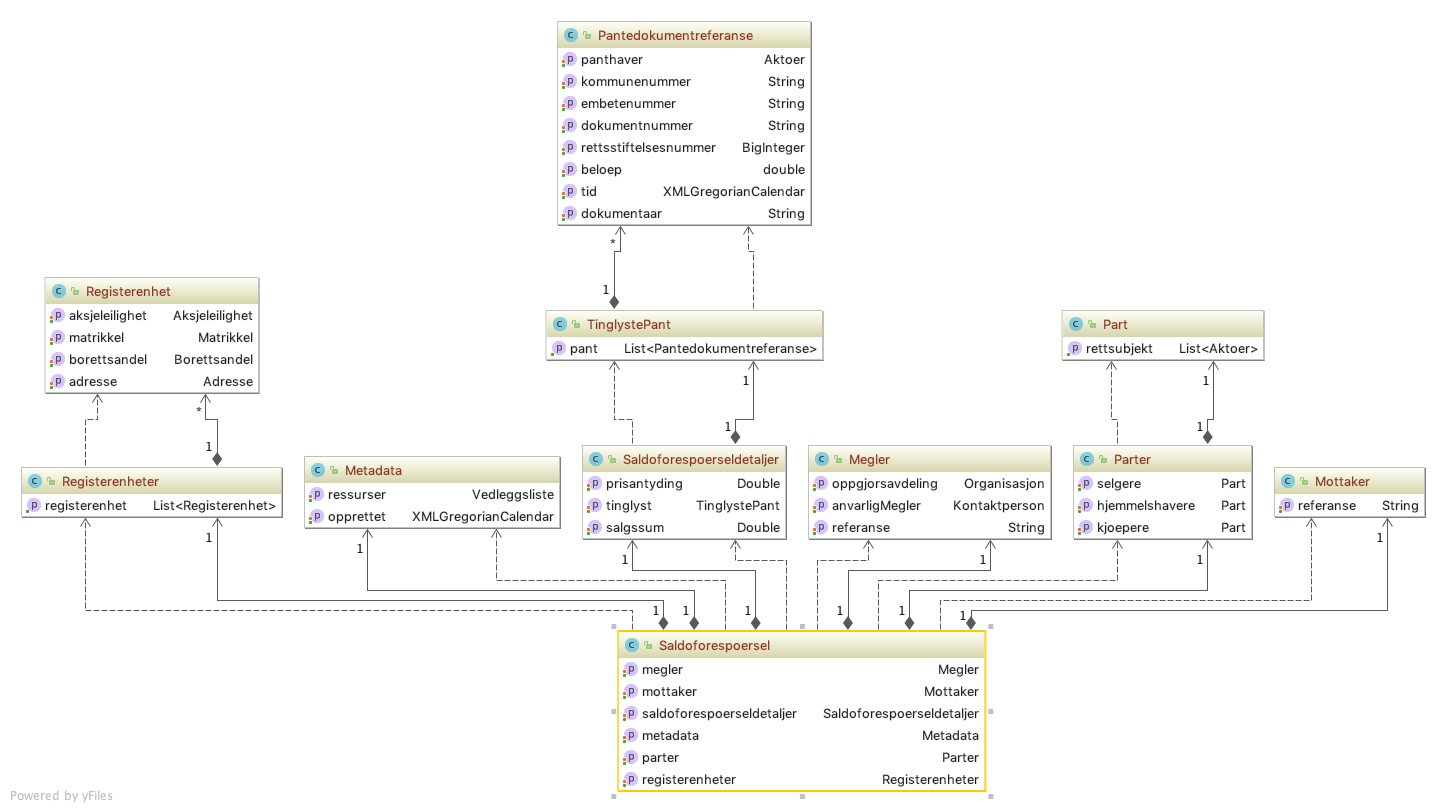 Pantedokumentreferanse
panthaver Aktoer
kommunenummer String
embetenummer String
dokumentnummer String
rettsstiftelsesnummer BigInteger
beloep double
tid XMLGregorianCalendar
dokumentaar String
*
1
Registerenhet
aksjeleilighet Aksjeleilighet
matrikkel Matrikkel
borettsandel Borettsandel
adresse Adresse
*
1
TinglystePant
pant List<Pantedokumentreferanse>
1
1
Part
rettsubjekt List<Aktoer>
1
1
Registerenheter
registerenhet List<Registerenhet>
1
Metadata
ressurser Vedleggsliste
opprettet XMLGregorianCalendar
1
Saldoforespoerseldetaljer
prisantyding Double
tinglyst TinglystePant
salgssum Double
1
Megler
oppgjorsavdeling Organisasjon
anvarligMegler Kontaktperson
referanse String
1
Parter
selgere Part
hjemmelshavere Part
kjoepere Part
1
Mottaker
referanse String
1
1 1 1 1 1 1
Saldoforespoersel
megler Megler
mottaker Mottaker
saldoforespoerseldetaljer Saldoforespoerseldetaljer
metadata Metadata
parter Parter
registerenheter Registerenheter
Powered by yFiles